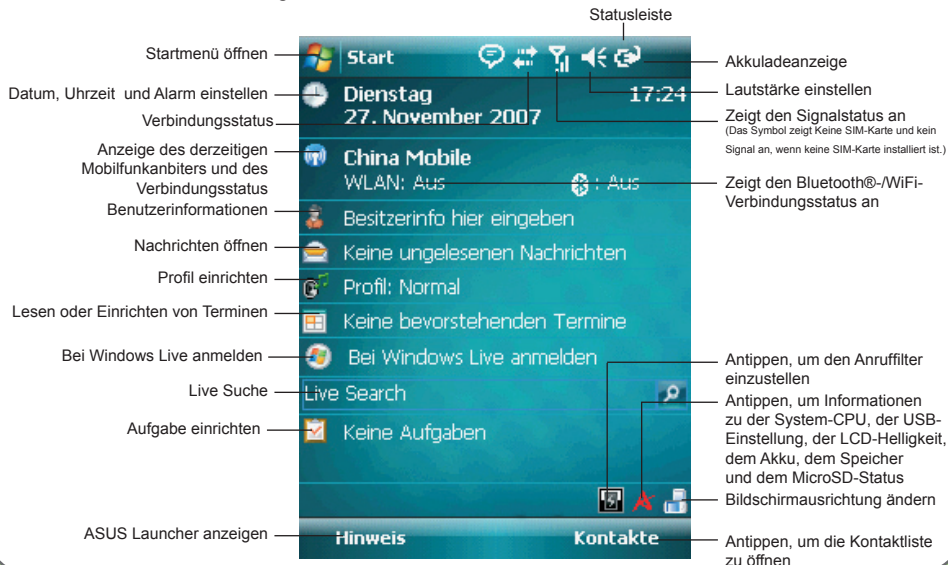 Statusleiste
Startmenü öffnen
Datum, Uhrzeit und Alarm einstellen
Verbindungsstatus
Anzeige des derzeitigen
Mobilfunkanbiters und des
Verbindungsstatus
Benutzerinformationen
Nachrichten öffnen
Profil einrichten
Lesen oder Einrichten von Terminen
Bei Windows Live anmelden
Live Suche
Aufgabe einrichten
ASUS Launcher anzeigen
Start
Dienstag 17:24
27. November 2007
China Mobile
WLAN: Aus : Aus
Besitzerinfo hier eingeben
Keine ungelesenen Nachrichten
Profil: Normal
Keine bevorstehenden Termine
Bei Windows Live anmelden
Live Search
Keine Aufgaben
Hinweis Kontakte
Akkuladeanzeige
Lautstärke einstellen
Zeigt den Signalstatus an
(Das Symbol zeigt Keine SIM-Karte und kein
Signal an, wenn keine SIM-Karte installiert ist.)
Zeigt den Bluetooth®-/WiFi-
Verbindungsstatus an
Antippen, um den Anruffilter
einzustellen
Antippen, um Informationen
zu der System-CPU, der USB-
Einstellung, der LCD-Helligkeit,
dem Akku, dem Speicher
und dem MicroSD-Status
Bildschirmausrichtung ändern
Antippen, um die Kontaktliste
zu öffnen